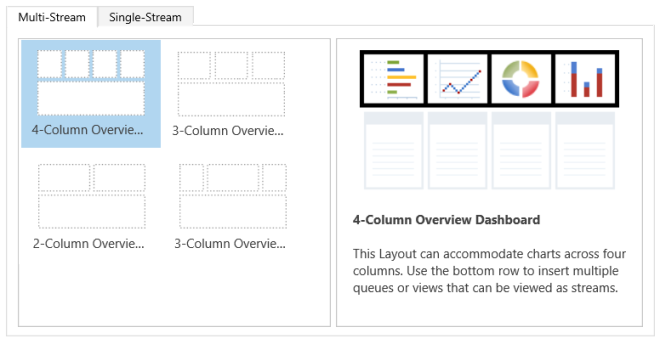 Multi-Stream Single-Stream
4-Column Overvie... 3-Column Overvie...
2-Column Overvie... 3-Column Overvie...
4-Column Overview Dashboard
This Layout can accommodate charts across four
columns. Use the bottom row to insert multiple
queues or views that can be viewed as streams.